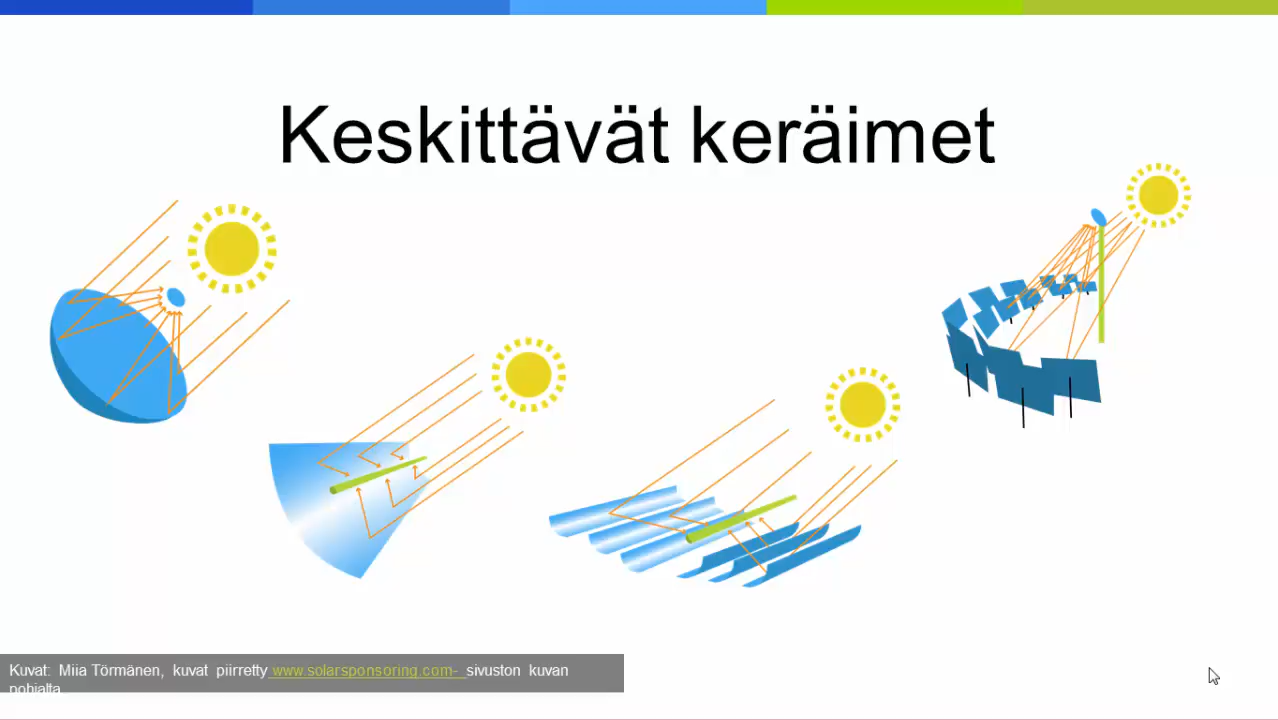 Keskittävät keräimet
Kuvat: Miia Törmänen, kuvat piirretty www.solarsponsoring.com- sivuston kuvan
pohjalta